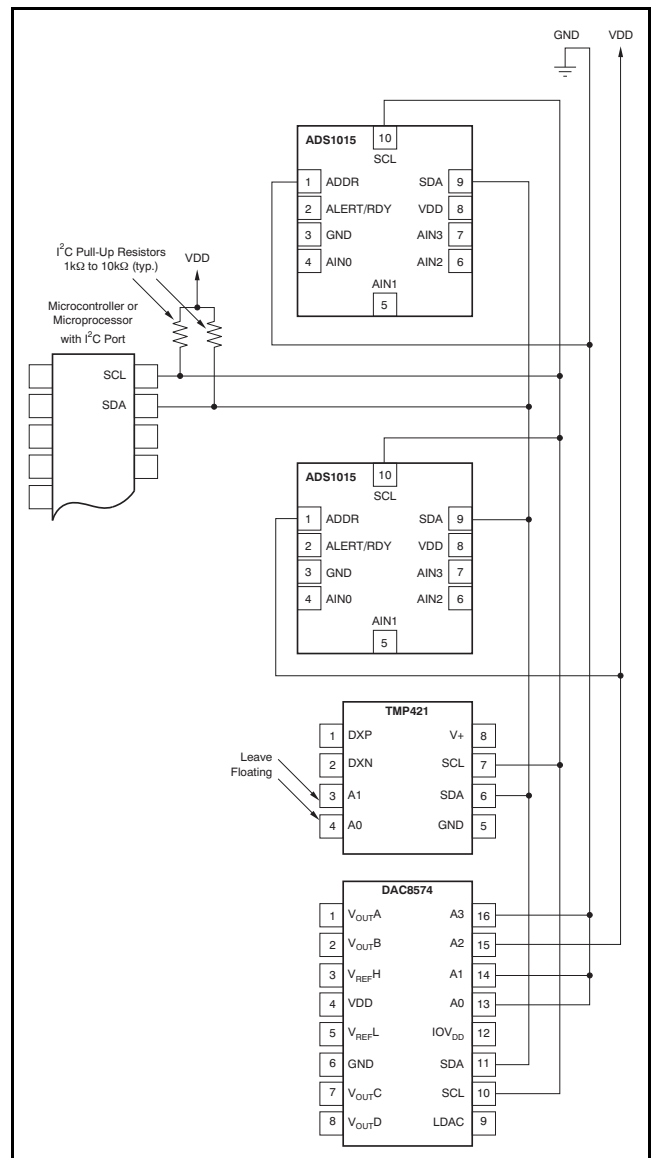 GND VDD
ADS1015
10
SCL
1 ADDR SDA 9
2 ALERT/RDY VDD 8
3 GND AIN3 7
4 AIN0 AIN2 6
AIN1
5
I²C Pull-Up Resistors
1kΩ to 10kΩ (typ.)
VDD
Microcontroller or
Microprocessor
with I²C Port
SCL
SDA
ADS1015
10
SCL
1 ADDR SDA 9
2 ALERT/RDY VDD 8
3 GND AIN3 7
4 AIN0 AIN2 6
AIN1
5
TMP421
1 DXP V+ 8
2 DXN SCL 7
3 A1 SDA 6
4 A0 GND 5
Leave
Floating
DAC8574
1 VOUTA A3 16
2 VOUTB A2 15
3 VREFH A1 14
4 VDD A0 13
5 VREFL IOVDD 12
6 GND SDA 11
7 VOUTC SCL 10
8 VOUTD LDAC 9